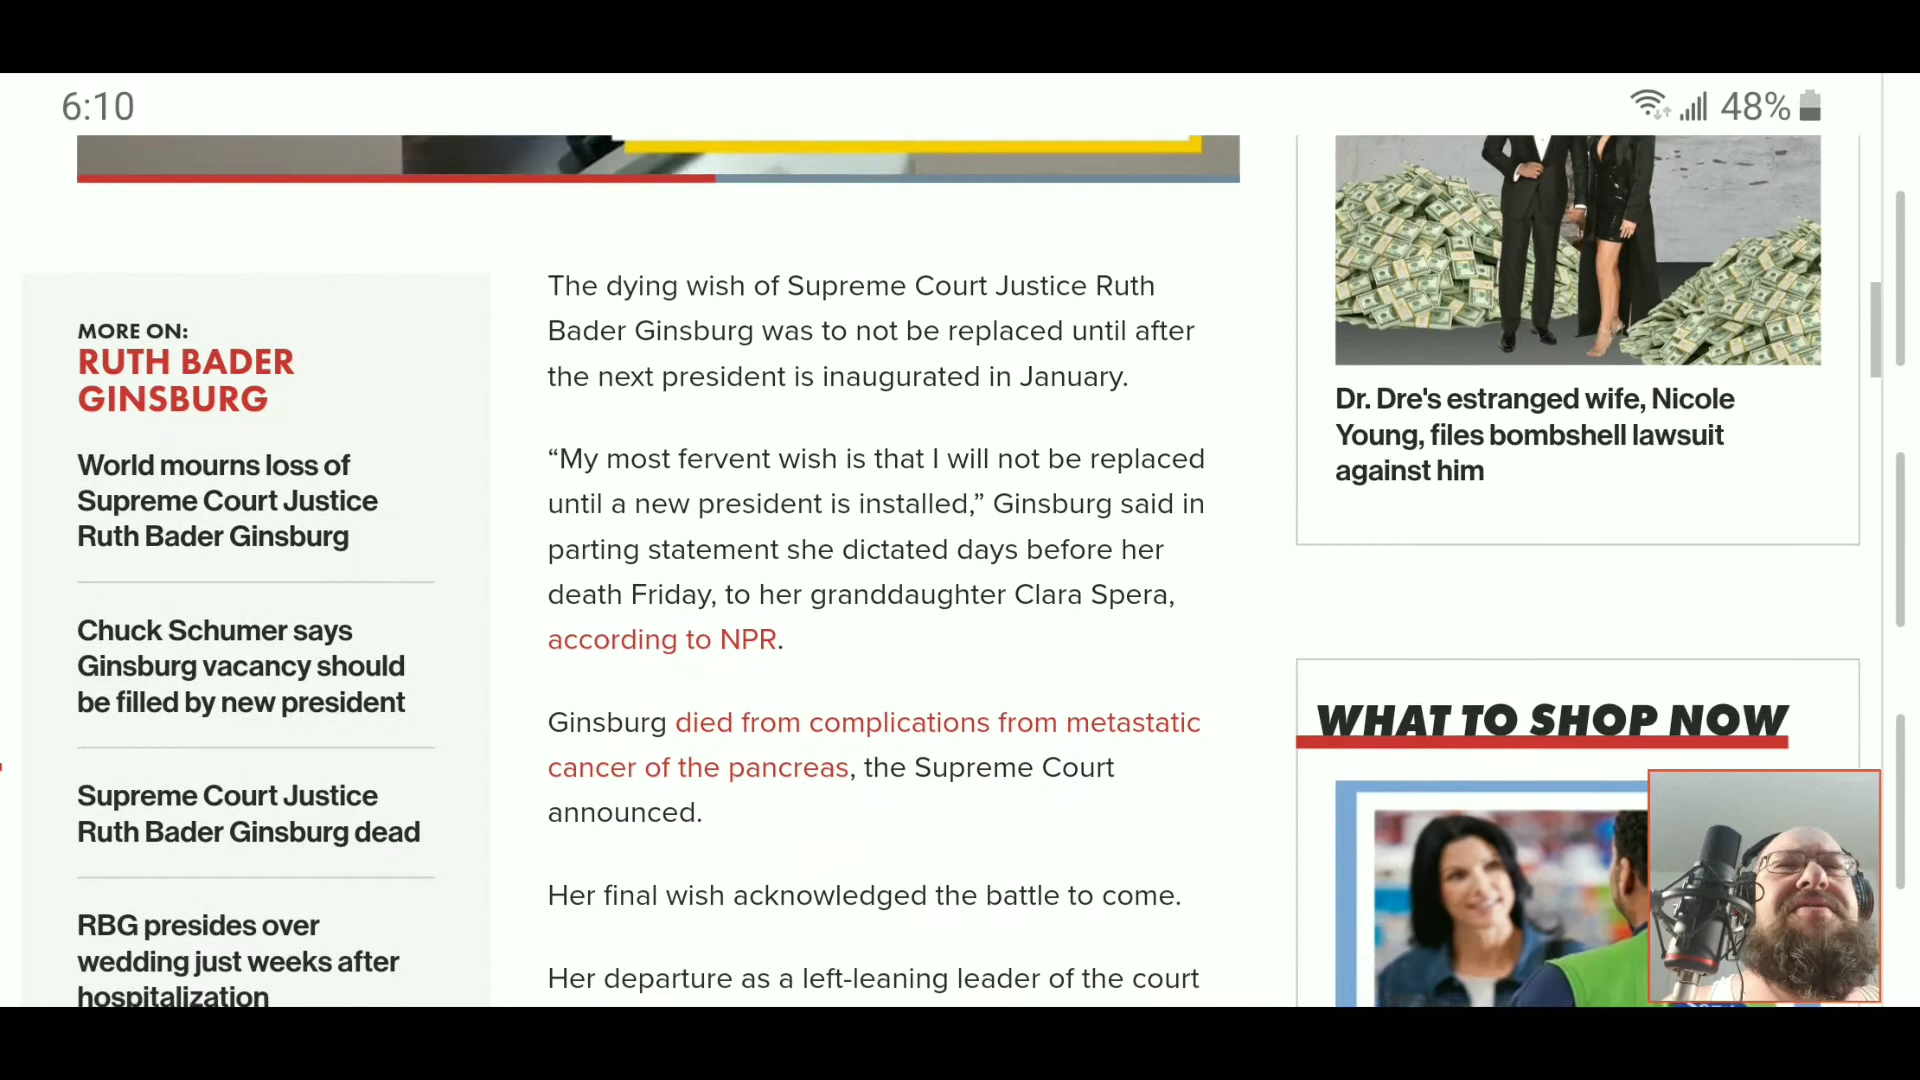 6:10
48%
MORE ON:
RUTH BADER
GINSBURG
World mourns loss of
Supreme Court Justice
Ruth Bader Ginsburg
Chuck Schumer says
Ginsburg vacancy should
be filled by new president
Supreme Court Justice
Ruth Bader Ginsburg dead
RBG presides over
wedding just weeks after
hospitalization
The dying wish of Supreme Court Justice Ruth
Bader Ginsburg was to not be replaced until after
the next president is inaugurated in January.
“My most fervent wish is that I will not be replaced
until a new president is installed,” Ginsburg said in
parting statement she dictated days before her
death Friday, to her granddaughter Clara Spera,
according to NPR.
Ginsburg died from complications from metastatic
cancer of the pancreas, the Supreme Court
announced.
Her final wish acknowledged the battle to come.
Her departure as a left-leaning leader of the court
Dr. Dre's estranged wife, Nicole
Young, files bombshell lawsuit
against him
WHAT TO SHOP NOW